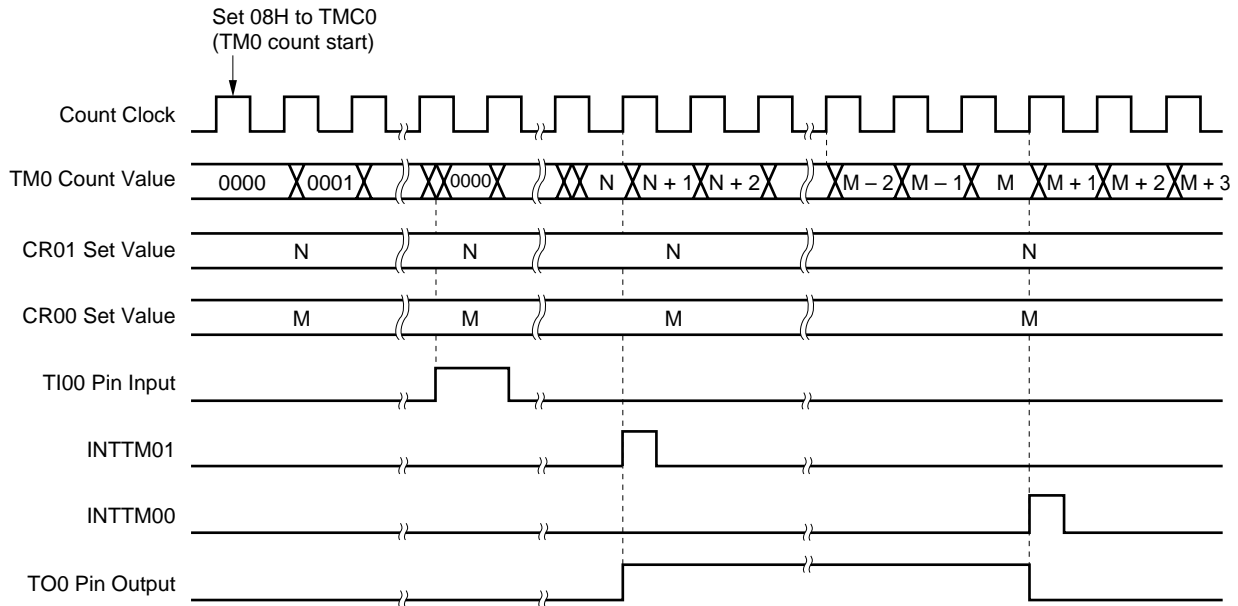 Set 08H to TMC0
(TM0 count start)
Count Clock
TM0 Count Value 0000 0001 0000 N N + 1 N + 2 M – 2 M – 1 M M + 1 M + 2 M + 3
CR01 Set Value N N N N
CR00 Set Value M M M M
TI00 Pin Input
INTTM01
INTTM00
TO0 Pin Output